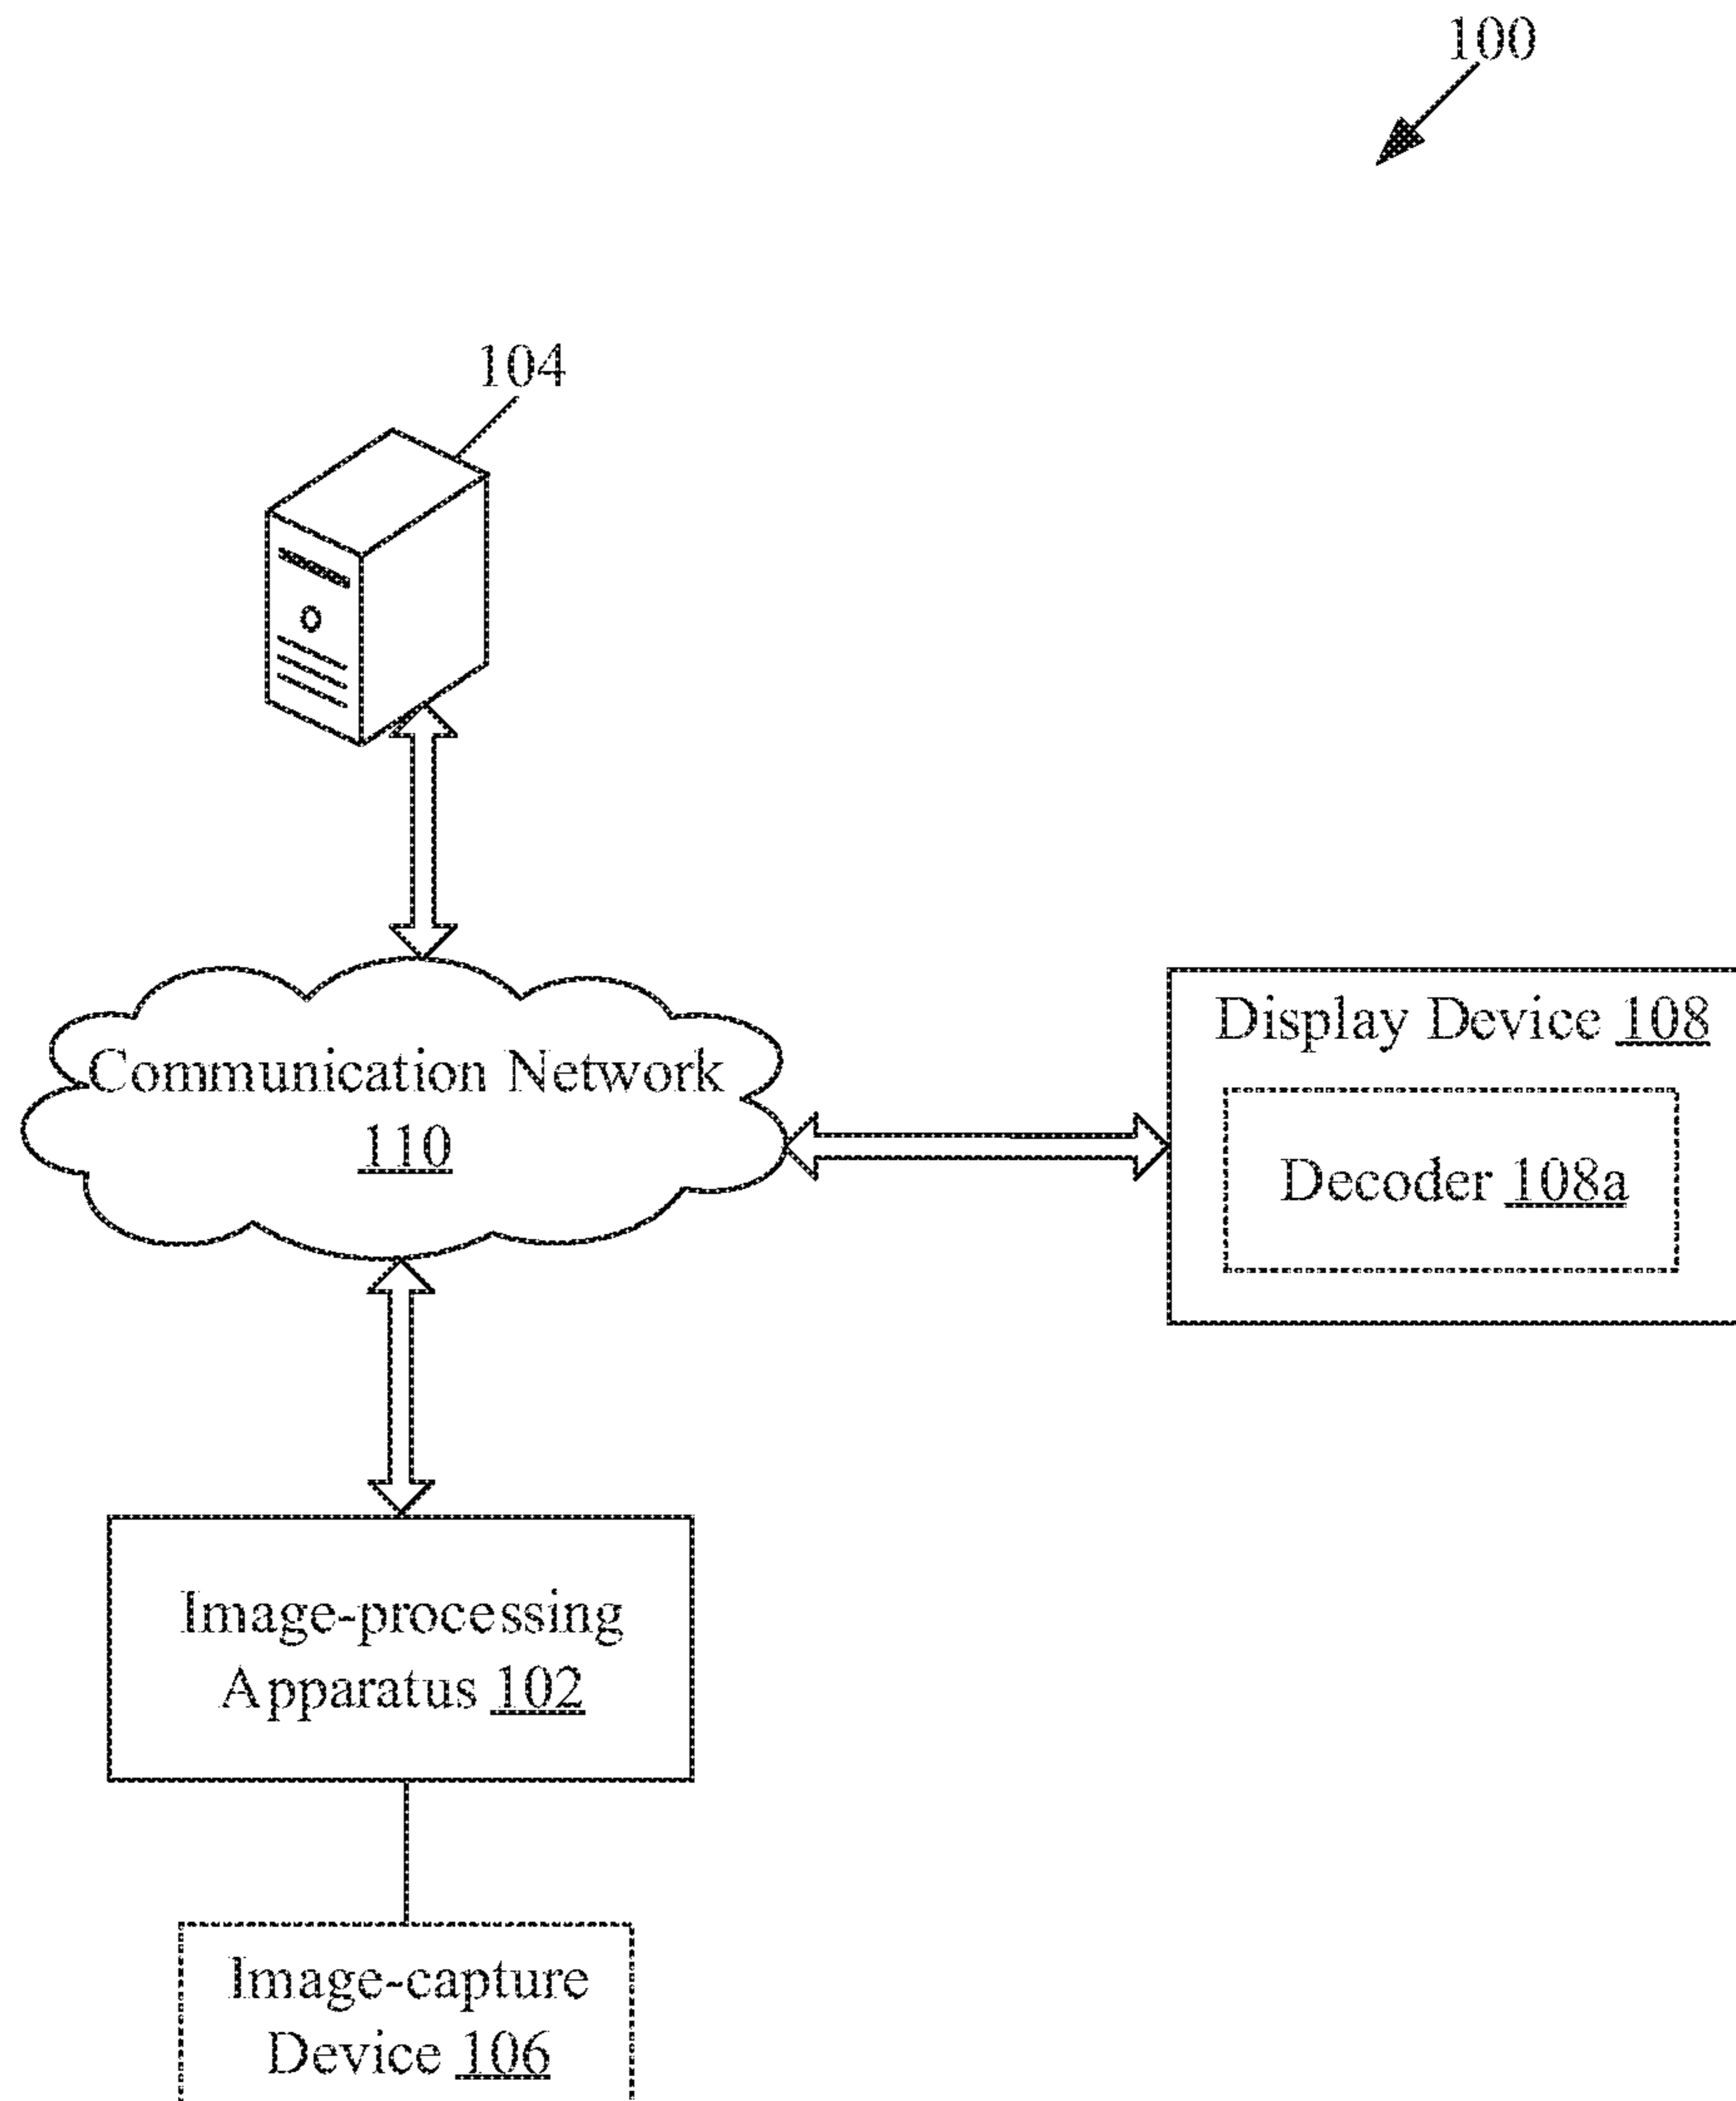 100
104
Communication Network
110
Display Device 108
Decoder 108a
Image-processing
Apparatus 102
Image-capture
Device 106